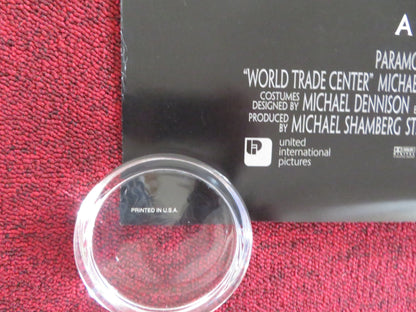 A
PARAMO
"WORLD TRADE CENTER" MICHAE
COSTUMES DESIGNED BY MICHAEL DENNISON
PRODUCED BY MICHAEL SHAMBERG ST
united
international
pictures
DOLBY
PRINTED IN U.S.A.